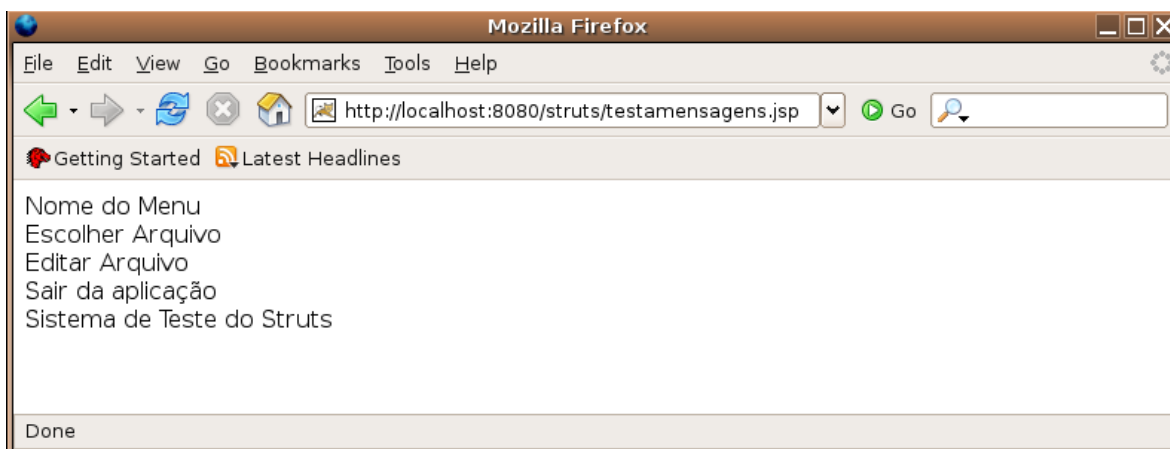 Mozilla Firefox
File Edit View Go Bookmarks Tools Help
http://localhost:8080/struts/testamensagens.jsp Go
Getting Started Latest Headlines
Nome do Menu
Escolher Arquivo
Editar Arquivo
Sair da aplicação
Sistema de Teste do Struts
Done